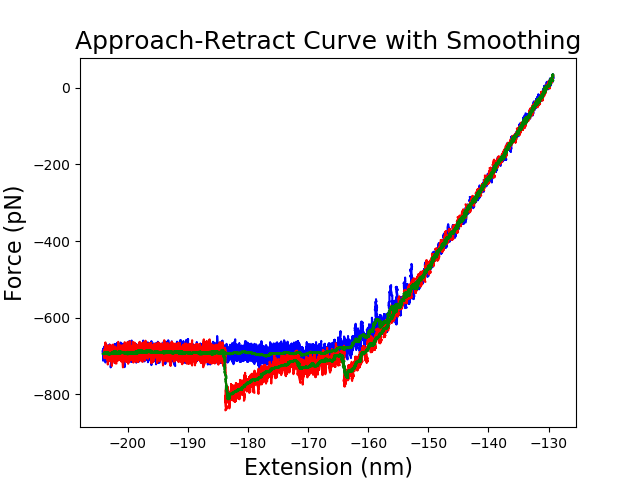 Approach-Retract Curve with Smoothing
Force (pN)
0
−200
−400
−600
−800
−200 −190 −180 −170 −160 −150 −140 −130
Extension (nm)